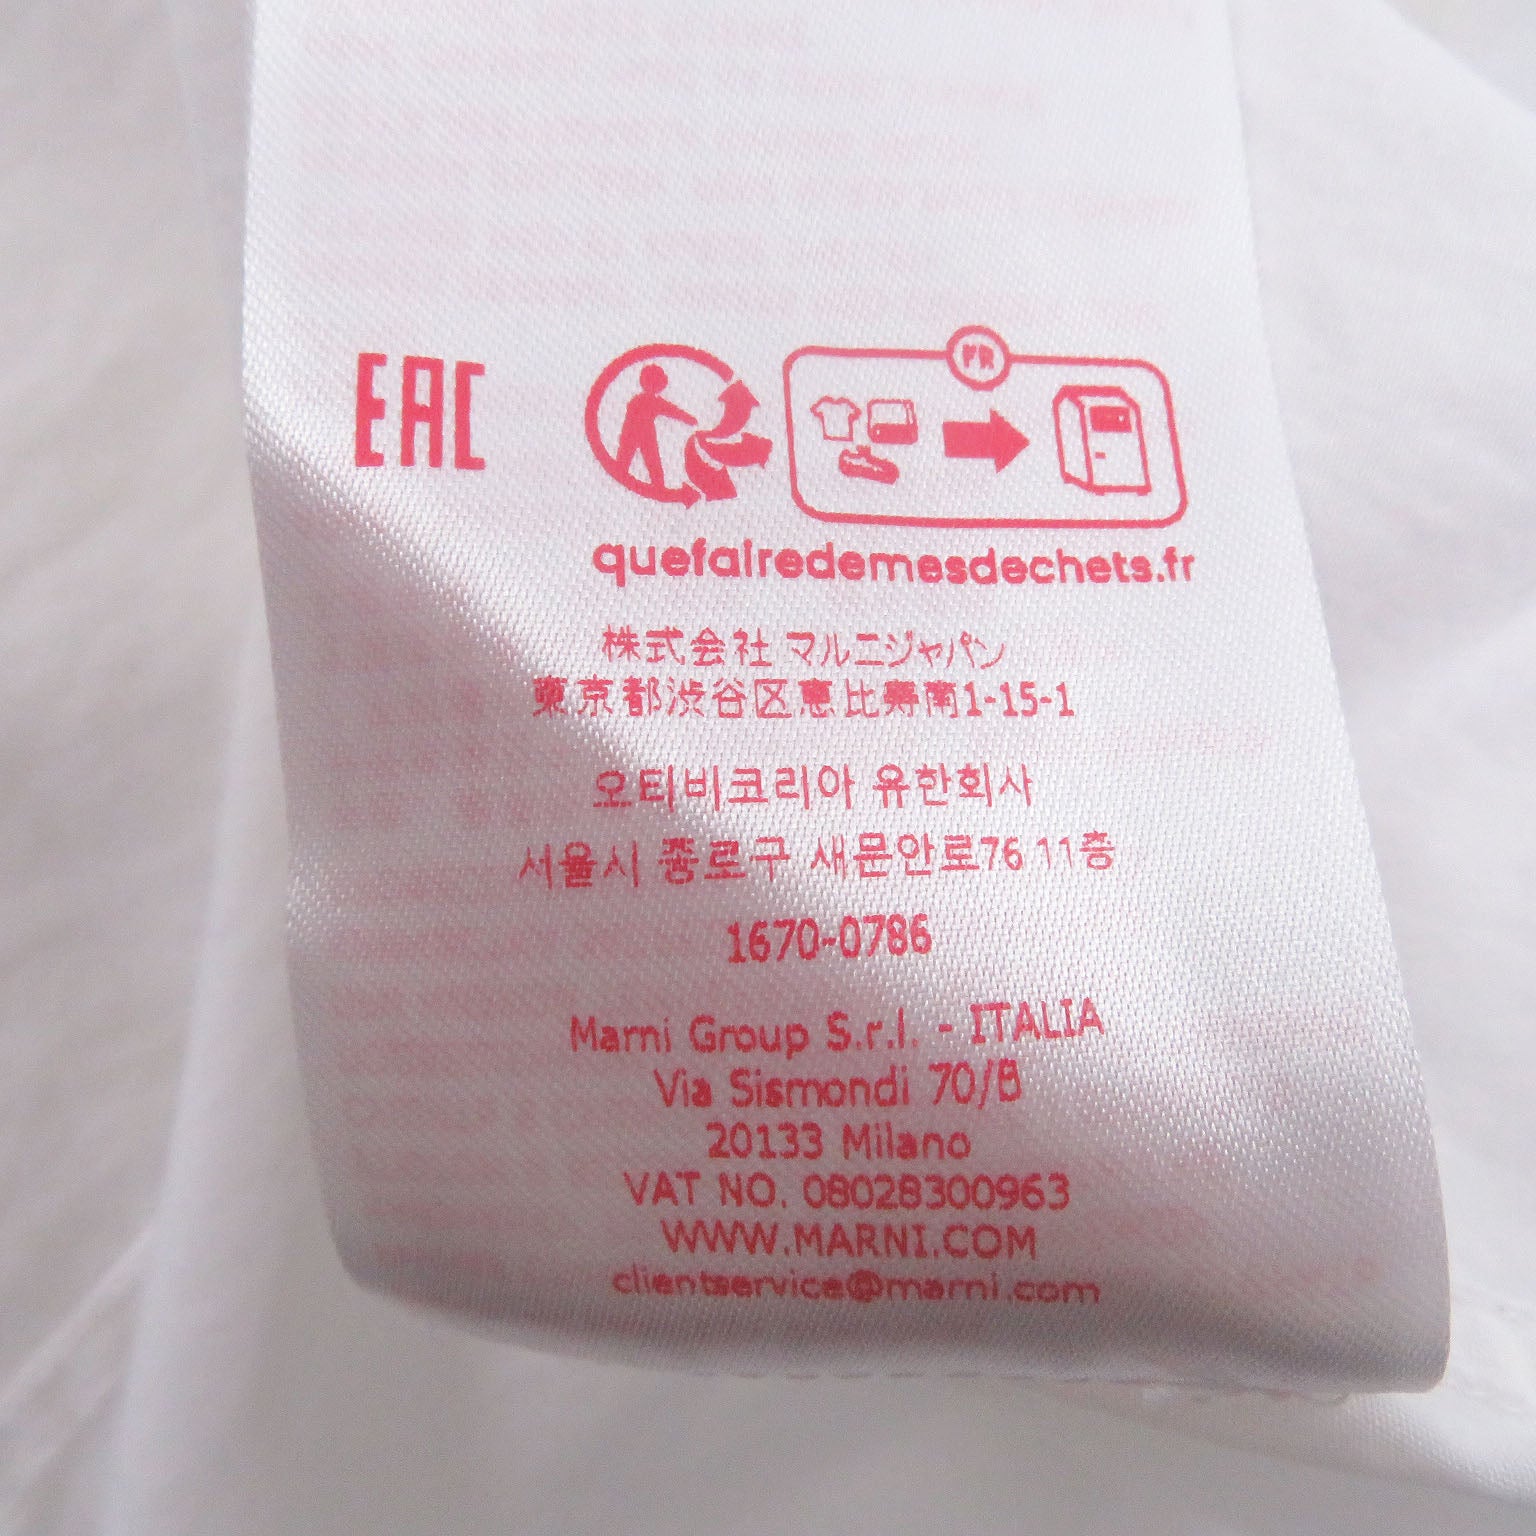 EAC
FR
quefairedemesdechets.fr
株式会社 マルニジャパン
東京都渋谷区恵比寿南1-15-1
오티비코리아 유한회사
서울시 종로구 새문안로76 11층
1670-0786
Marni Group S.r.l. - ITALIA
Via Sismondi 70/B
20133 Milano
VAT NO. 08028300963
WWW.MARNI.COM
clientservice@marni.com